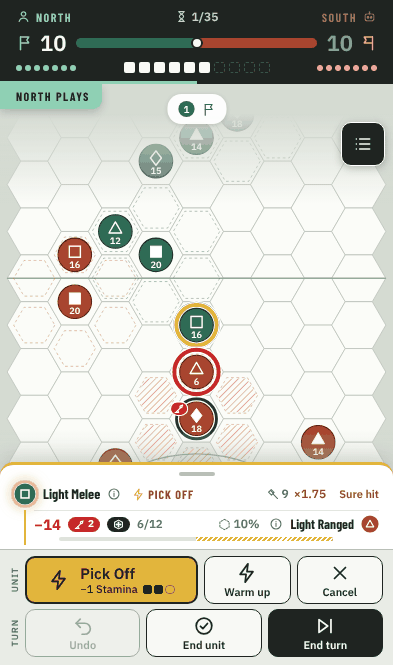 NORTH
1/35
SOUTH
10
10
NORTH PLAYS
1
18
14
15
12
16
20
20
16
6
18
14
Light Melee
PICK OFF
9 ×1.75 Sure hit
−14
2
6/12
10%
Light Ranged
UNIT
Pick Off
−1 Stamina
Warm up
Cancel
TURN
Undo
End unit
End turn